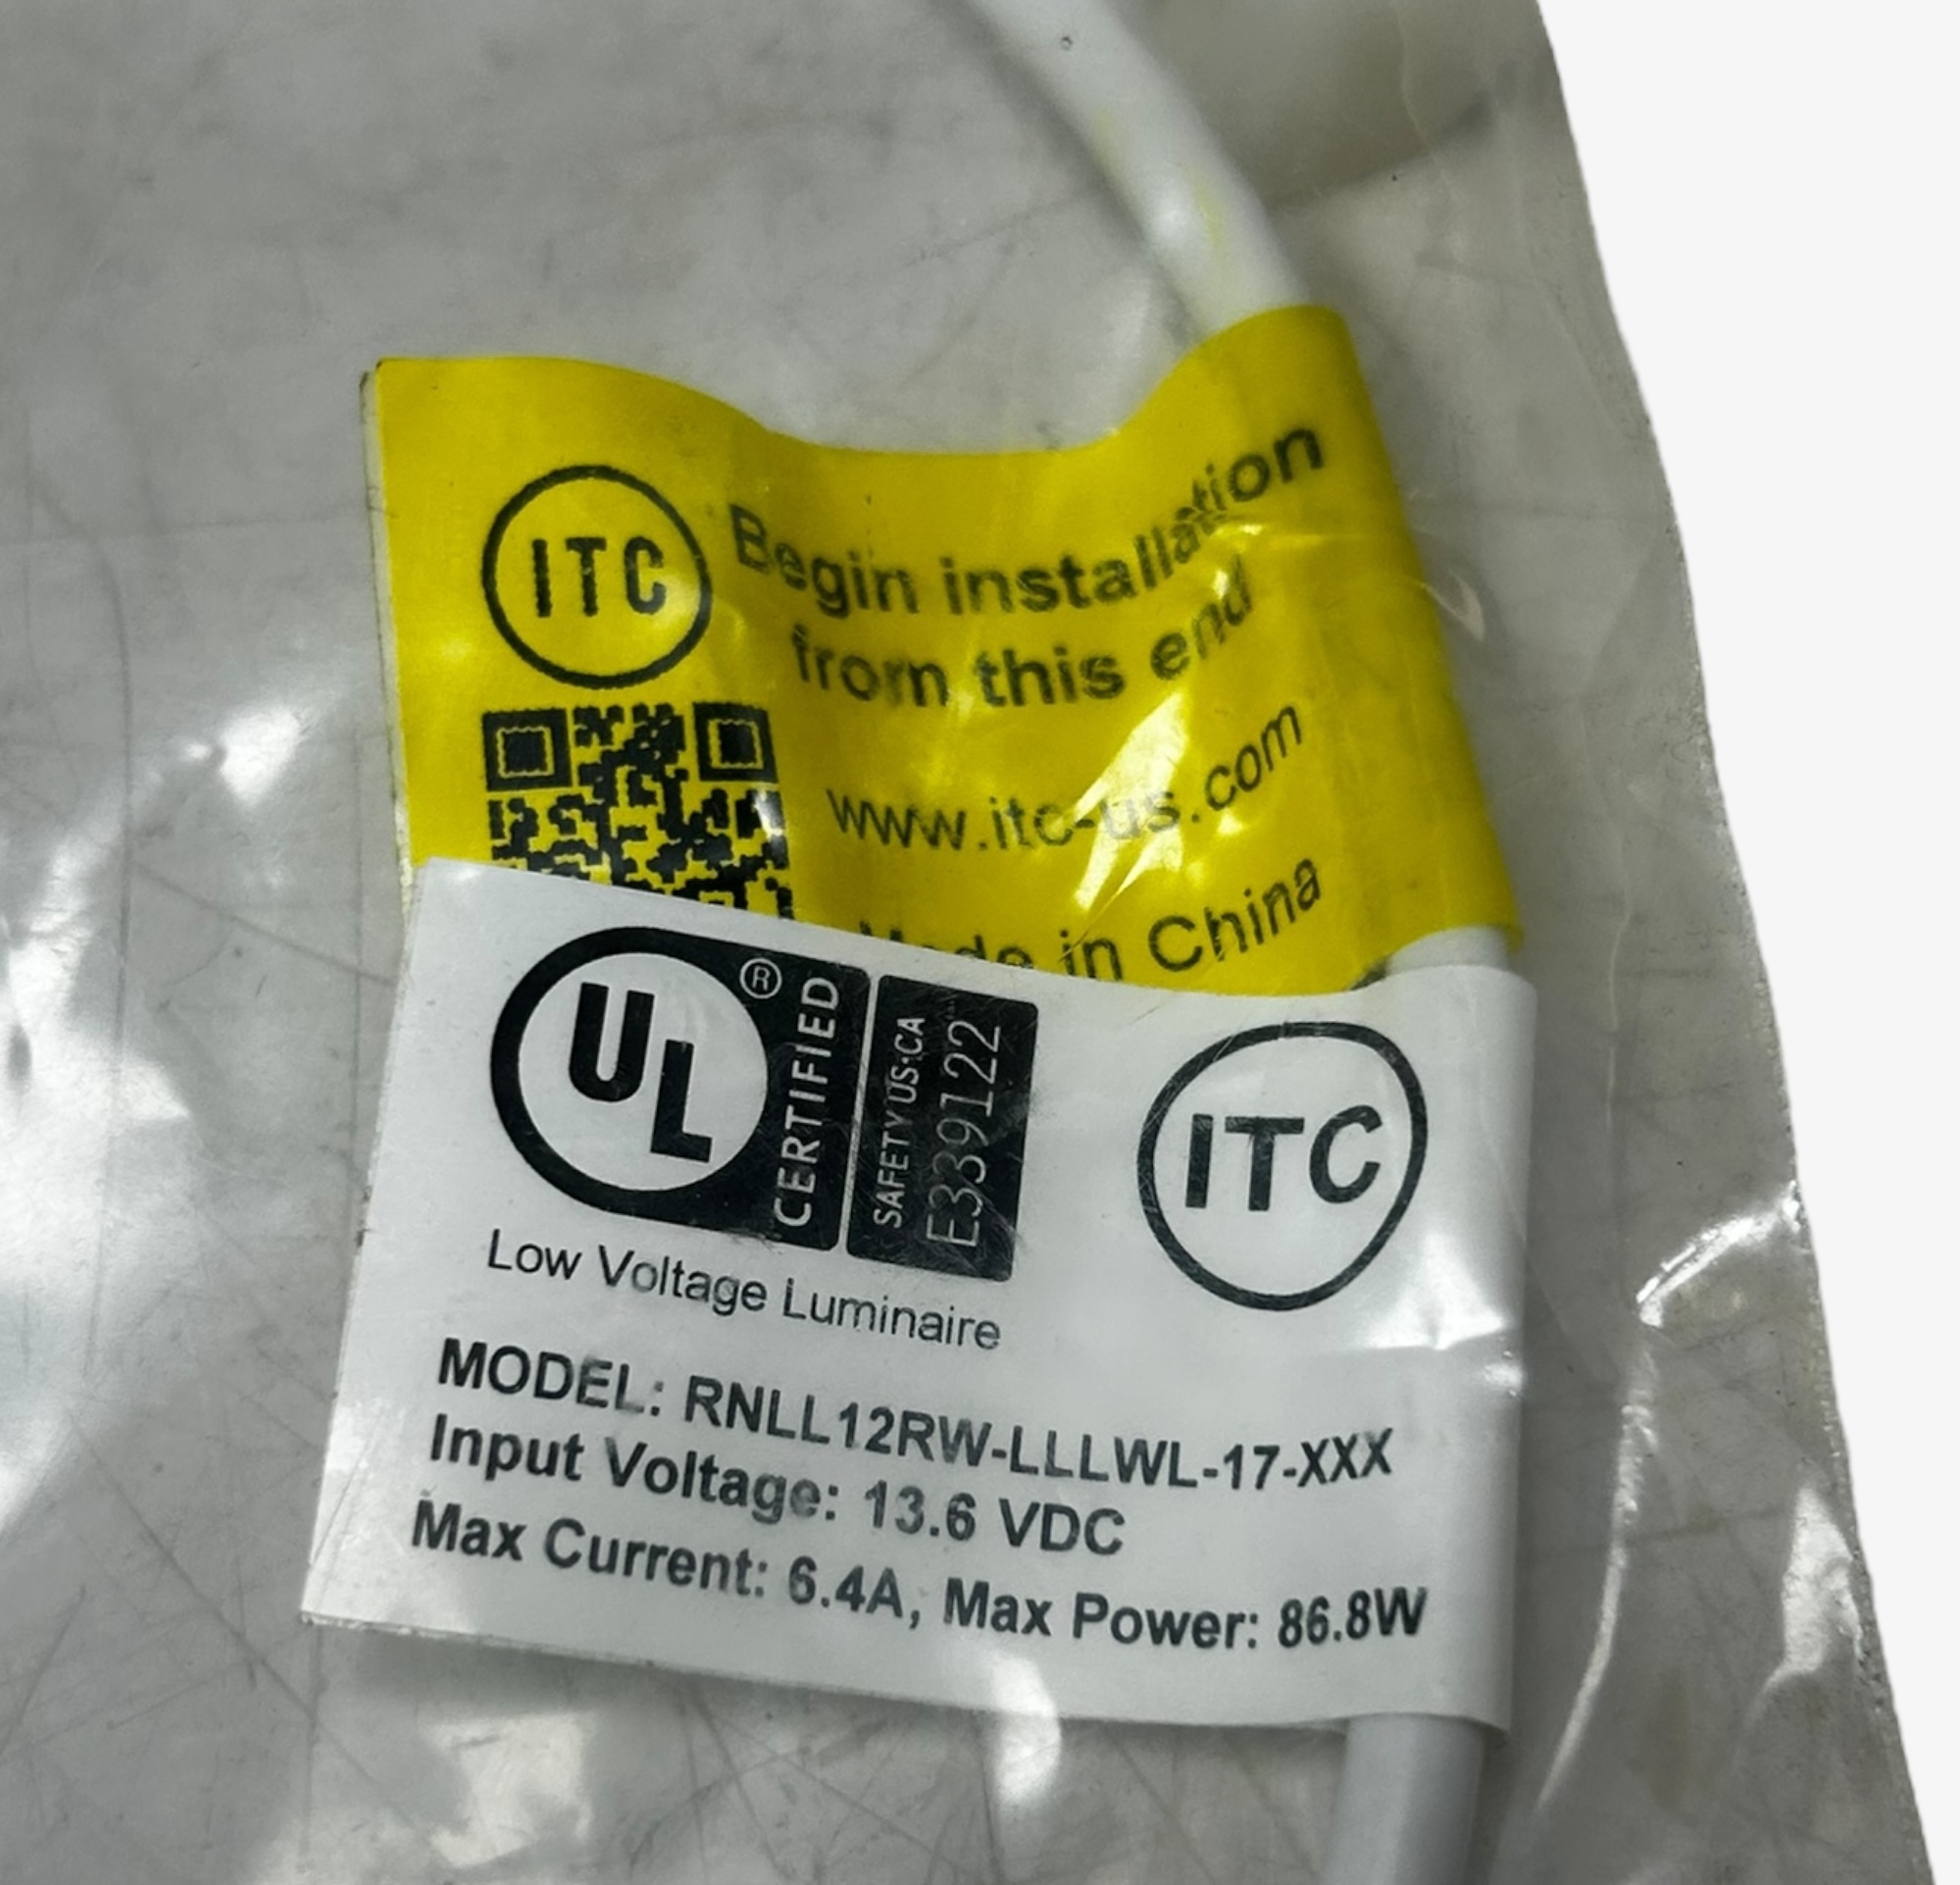 ITC
Begin installation
from this end
www.itc-us.com
Made in China
UL
®
CERTIFIED
SAFETY US·CA
E339122
ITC
Low Voltage Luminaire
MODEL: RNLL12RW-LLLWL-17-XXX
Input Voltage: 13.6 VDC
Max Current: 6.4A, Max Power: 86.8W